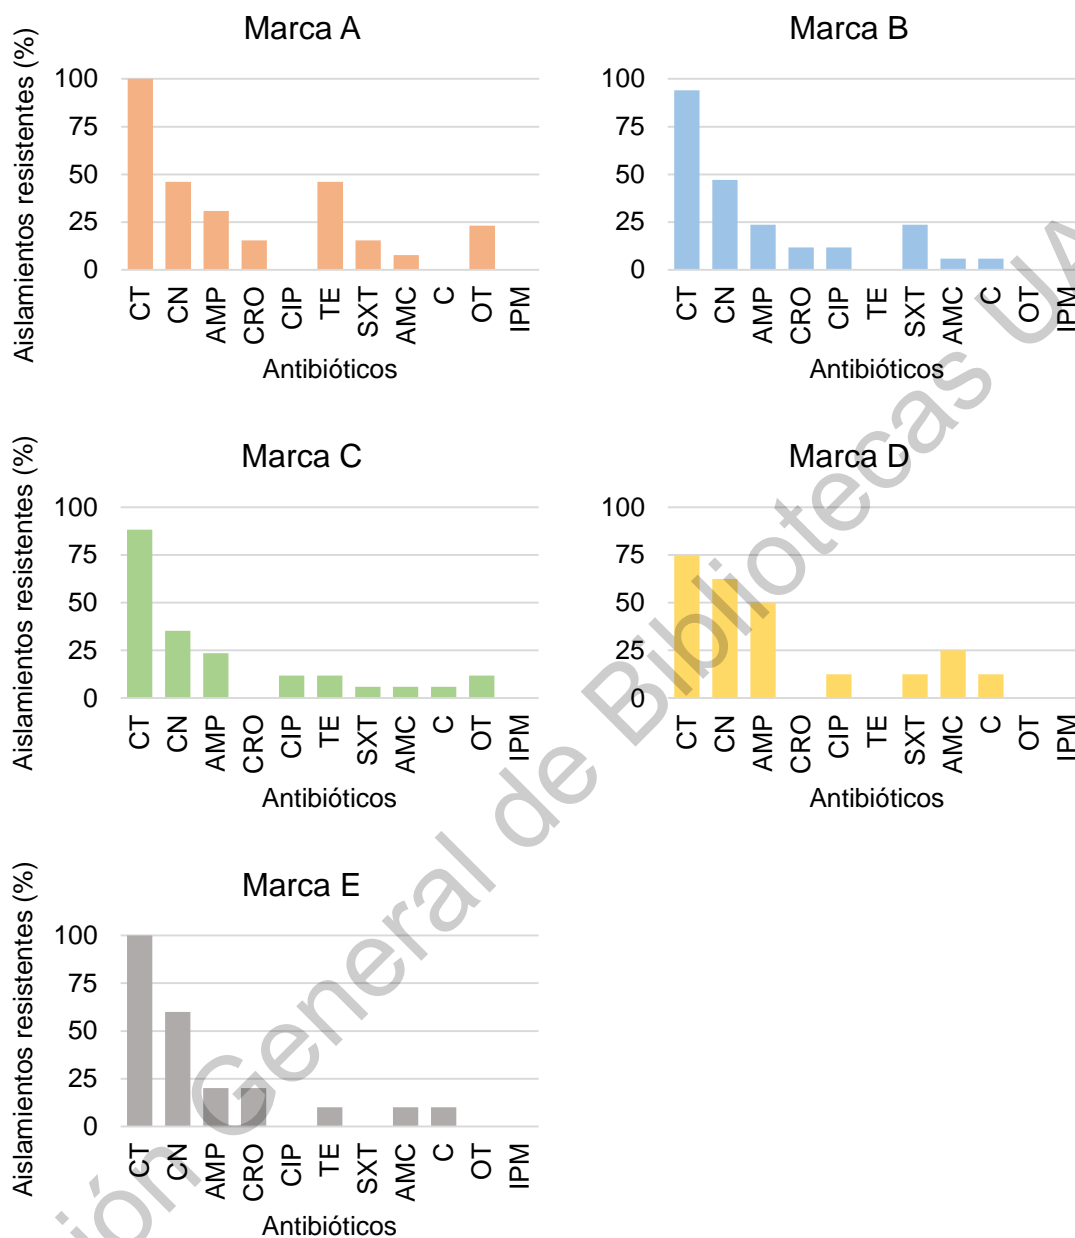 Marca A
Aislamientos resistentes (%)
100
75
50
25
0
CT CN AMP CRO CIP TE SXT AMC C OT IPM
Antibióticos
Marca B
Aislamientos resistentes (%)
100
75
50
25
0
CT CN AMP CRO CIP TE SXT AMC C OT IPM
Antibióticos
Marca C
Aislamientos resistentes (%)
100
75
50
25
0
CT CN AMP CRO CIP TE SXT AMC C OT IPM
Antibióticos
Marca D
Aislamientos resistentes (%)
100
75
50
25
0
CT CN AMP CRO CIP TE SXT AMC C OT IPM
Antibióticos
Marca E
Aislamientos resistentes (%)
100
75
50
25
0
CT CN AMP CRO CIP TE SXT AMC C OT IPM
Antibióticos
General de Bibliotecas